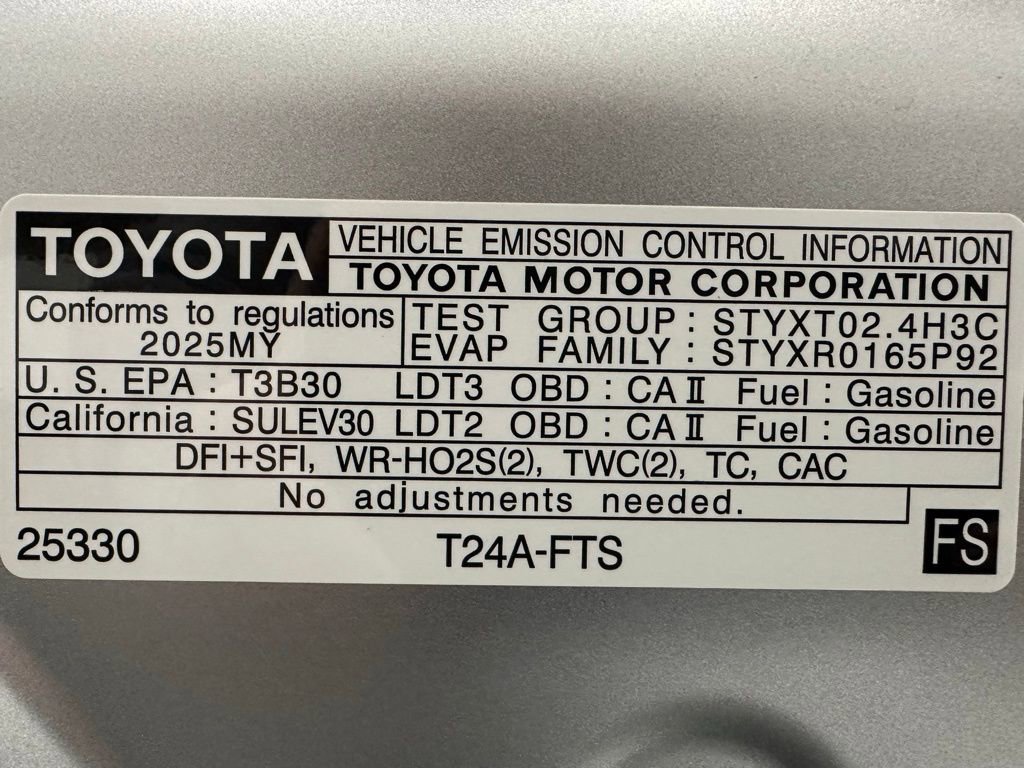 TOYOTA
VEHICLE EMISSION CONTROL INFORMATION
TOYOTA MOTOR CORPORATION
Conforms to regulations
2025MY
TEST GROUP : STYXT02.4H3C
EVAP FAMILY : STYXR0165P92
U. S. EPA : T3B30 LDT3 OBD : CA II Fuel : Gasoline
California : SULEV30 LDT2 OBD : CA II Fuel : Gasoline
DFI+SFI, WR-HO2S(2), TWC(2), TC, CAC
No adjustments needed.
25330 T24A-FTS FS